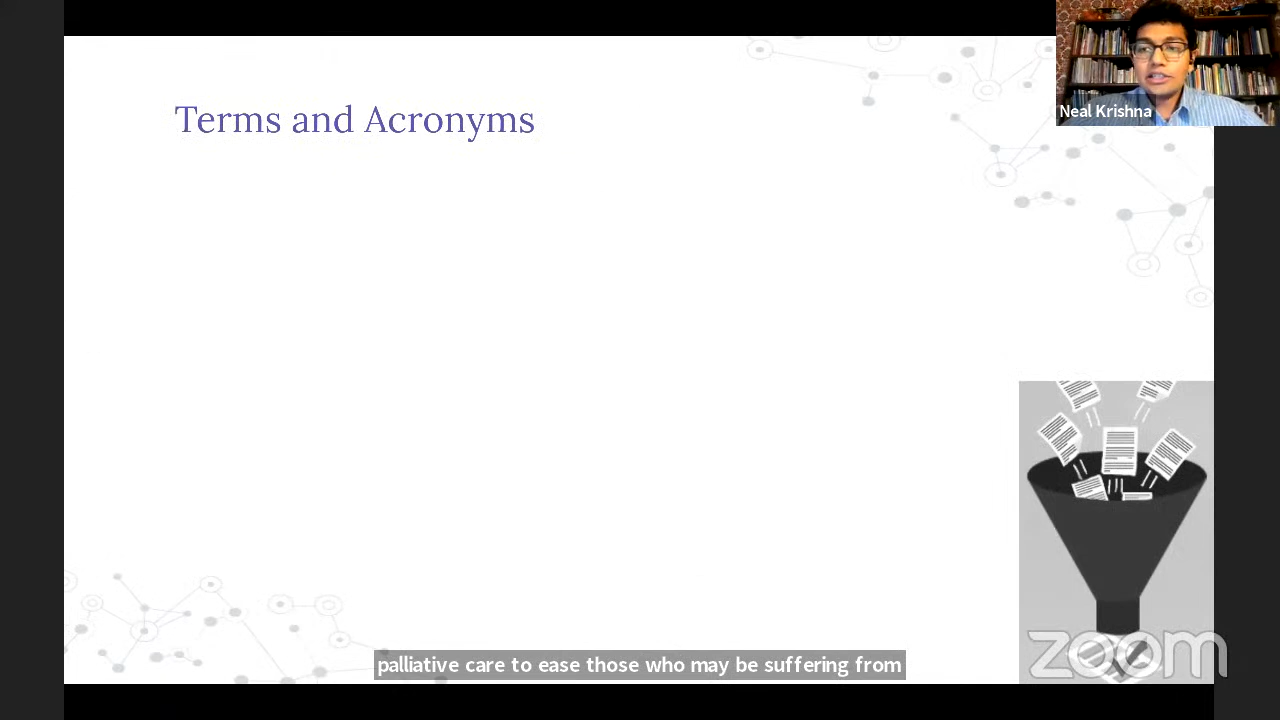 Terms and Acronyms
Neal Krishna
palliative care to ease those who may be suffering from
zoom